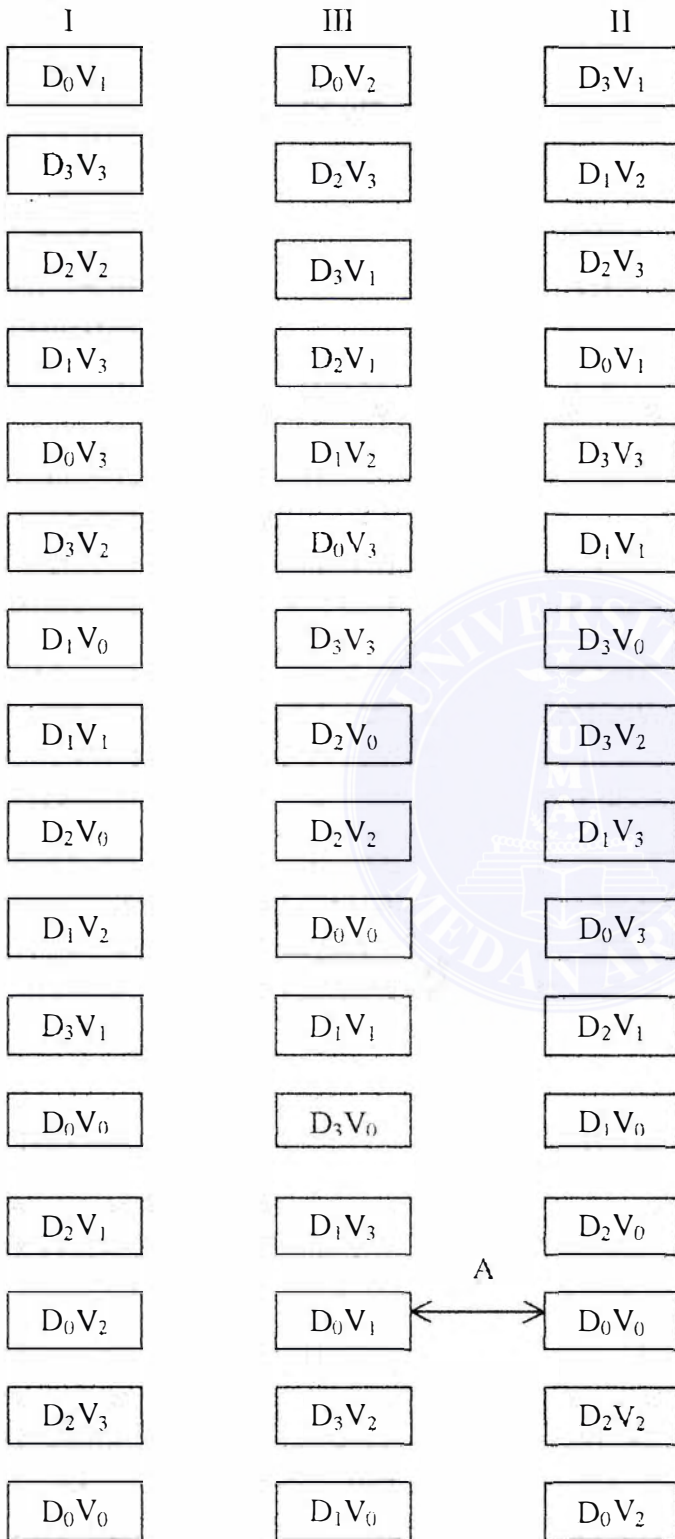 I III II
D₀V₁ D₀V₂ D₃V₁
D₃V₃ D₂V₃ D₁V₂
D₂V₂ D₃V₁ D₂V₃
D₁V₃ D₂V₁ D₀V₁
D₀V₃ D₁V₂ D₃V₃
D₃V₂ D₀V₃ D₁V₁
D₁V₀ D₃V₃ D₃V₀
D₁V₁ D₂V₀ D₃V₂
D₂V₀ D₂V₂ D₁V₃
D₁V₂ D₀V₀ D₀V₃
D₃V₁ D₁V₁ D₂V₁
D₀V₀ D₃V₀ D₁V₀
D₂V₁ D₁V₃ D₂V₀
A
D₀V₂ D₀V₁ D₀V₀
D₂V₃ D₃V₂ D₂V₂
D₀V₀ D₁V₀ D₀V₂
UMA